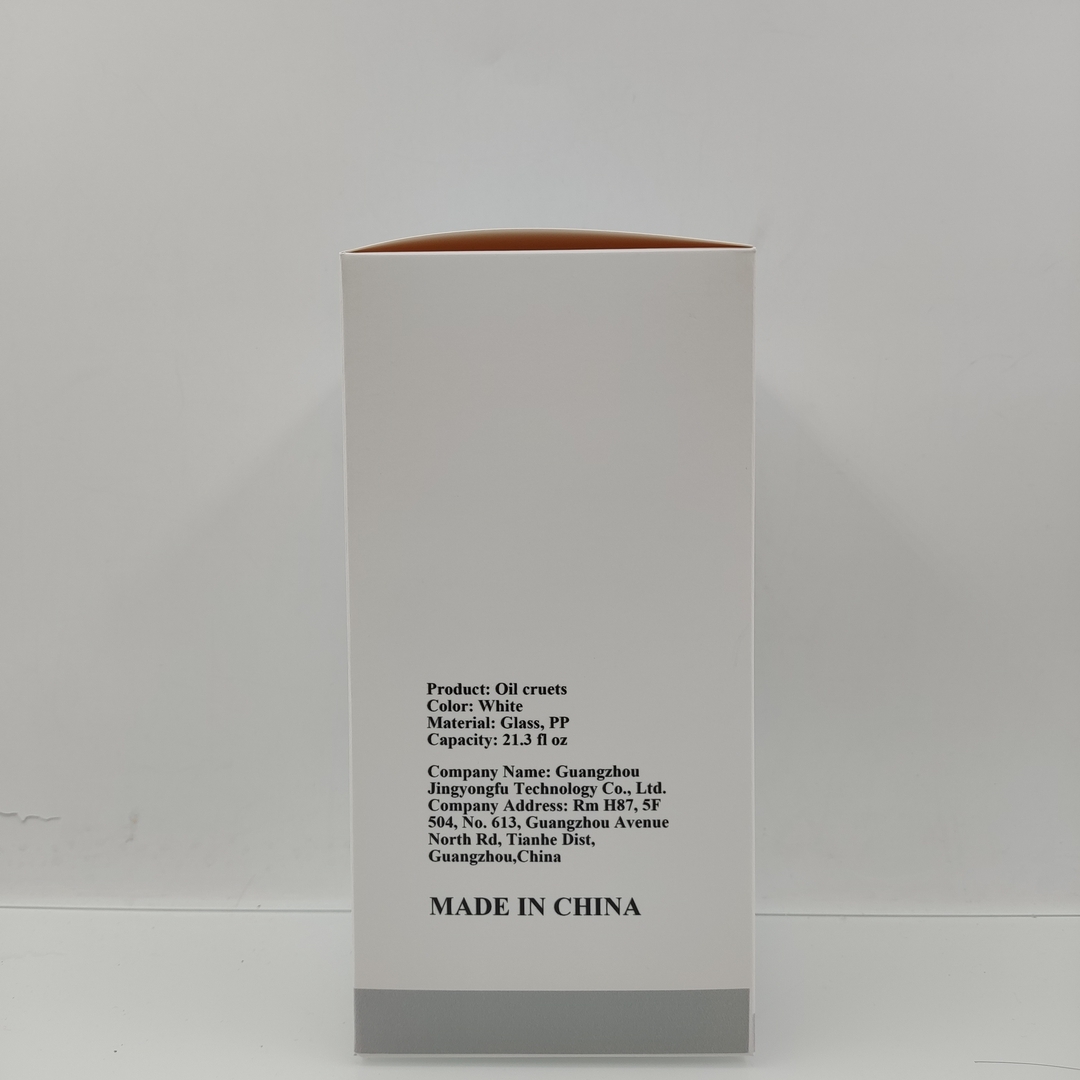 Product: Oil cruets
Color: White
Material: Glass, PP
Capacity: 21.3 fl oz
Company Name: Guangzhou
Jingyongfu Technology Co., Ltd.
Company Address: Rm H87, 5F
504, No. 613, Guangzhou Avenue
North Rd, Tianhe Dist,
Guangzhou,China
MADE IN CHINA